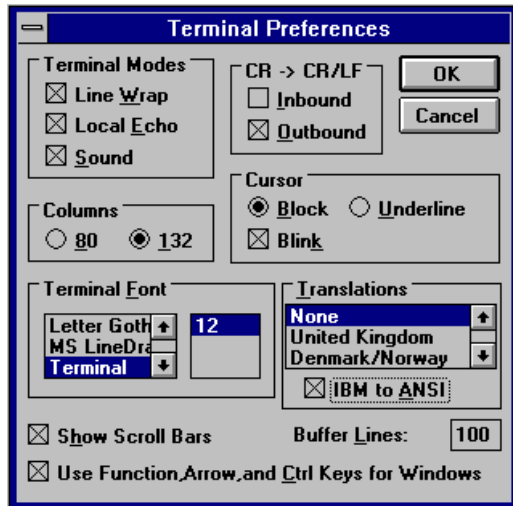 Terminal Preferences
Terminal Modes
Line Wrap
Local Echo
Sound
CR -> CR/LF
Inbound
Outbound
OK
Cancel
Columns
80
132
Cursor
Block
Underline
Blink
Terminal Font
Letter Goth
MS LineDra
Terminal
12
Translations
None
United Kingdom
Denmark/Norway
IBM to ANSI
Show Scroll Bars
Buffer Lines: 100
Use Function,Arrow,and Ctrl Keys for Windows